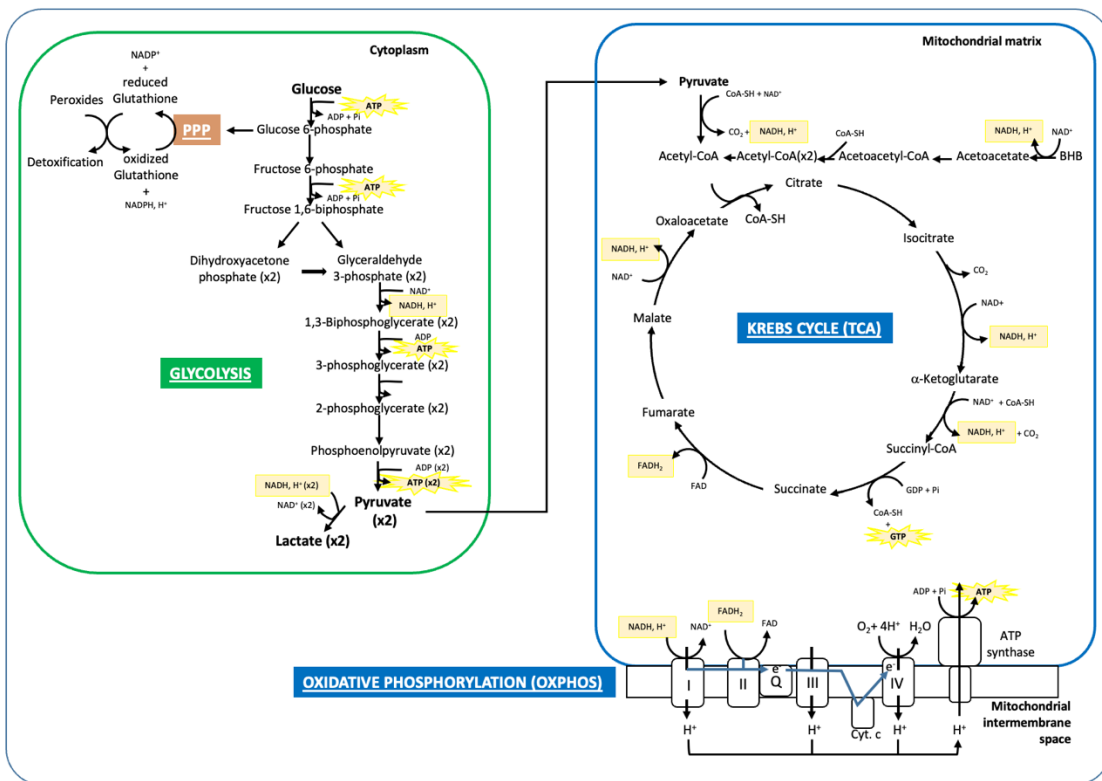 Cytoplasm
NADP⁺
+
reduced
Glutathione
Peroxides
PPP
Detoxification
oxidized
Glutathione
+
NADPH, H⁺
Glucose
ATP
ADP + Pi
Glucose 6-phosphate
Fructose 6-phosphate
ATP
ADP + Pi
Fructose 1,6-biphosphate
Dihydroxyacetone
phosphate (x2)
Glyceraldehyde
3-phosphate (x2)
NAD⁺
NADH, H⁺
1,3-Biphosphoglycerate (x2)
ADP
ATP
3-phosphoglycerate (x2)
GLYCOLYSIS
2-phosphoglycerate (x2)
Phosphoenolpyruvate (x2)
ADP (x2)
ATP (x2)
NADH, H⁺ (x2)
NAD⁺ (x2)
Pyruvate
(x2)
Lactate (x2)
Mitochondrial matrix
Pyruvate
CoA-SH + NAD⁺
CO₂ + NADH, H⁺
CoA-SH
NADH, H⁺
NAD⁺
Acetyl-CoA
Acetyl-CoA(x2)
Acetoacetyl-CoA
Acetoacetate
BHB
Citrate
CoA-SH
Oxaloacetate
Isocitrate
CO₂
NADH, H⁺
NAD⁺
NAD+
NADH, H⁺
Malate
KREBS CYCLE (TCA)
α-Ketoglutarate
NAD⁺ + CoA-SH
NADH, H⁺ + CO₂
Fumarate
Succinyl-CoA
FADH₂
FAD
Succinate
GDP + Pi
CoA-SH
+
GTP
ADP + Pi
ATP
NADH, H⁺
NAD⁺
FADH₂
FAD
O₂+ 4H⁺
H₂O
ATP
synthase
OXIDATIVE PHOSPHORYLATION (OXPHOS)
I
II
e⁻
Q
III
e⁻
IV
Cyt. c
H⁺
H⁺
H⁺
H⁺
Mitochondrial
intermembrane
space